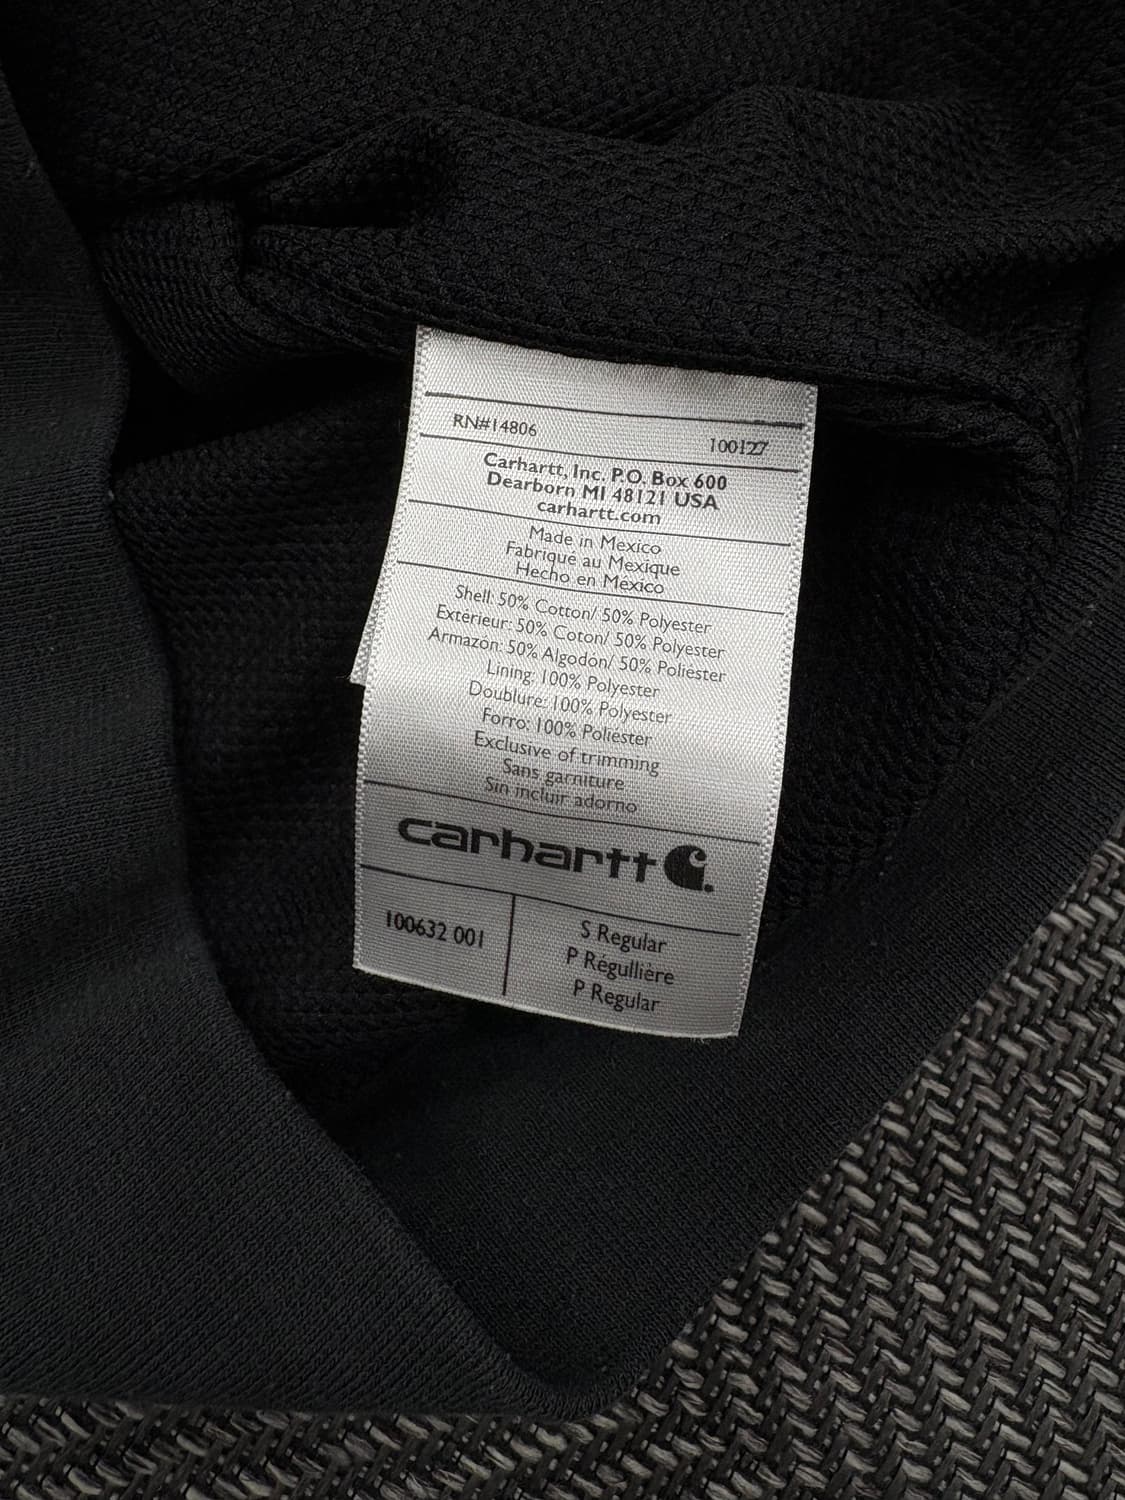 RN#14806 100127
Carhartt, Inc. P.O. Box 600
Dearborn MI 48121 USA
carhartt.com
Made in Mexico
Fabriqué au Mexique
Hecho en Mexico
Shell: 50% Cotton/ 50% Polyester
Extérieur: 50% Coton/ 50% Polyester
Armazón: 50% Algodon/ 50% Poliéster
Lining: 100% Polyester
Doublure: 100% Polyester
Forro: 100% Poliester
Exclusive of trimming
Sans garniture
Sin incluir adorno
carhartt
100632 001
S Regular
P Régullière
P Regular